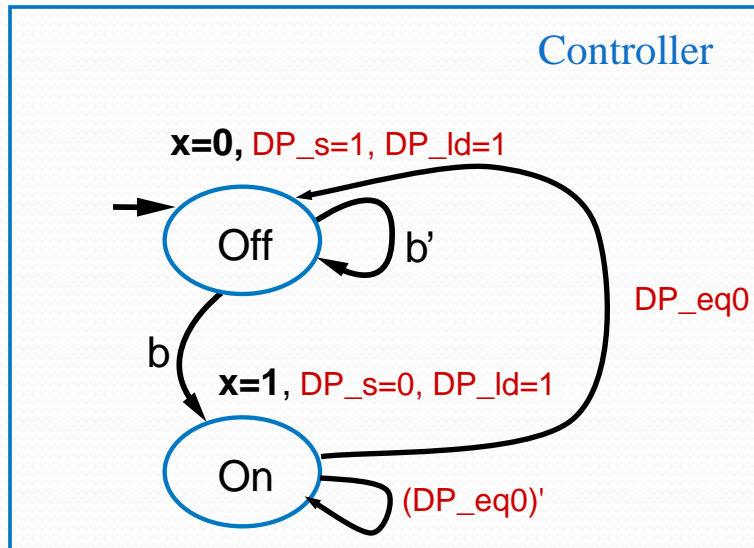 Controller
x=0, DP_s=1, DP_ld=1
Off
b’
DP_eq0
b
x=1, DP_s=0, DP_ld=1
On
(DP_eq0)'